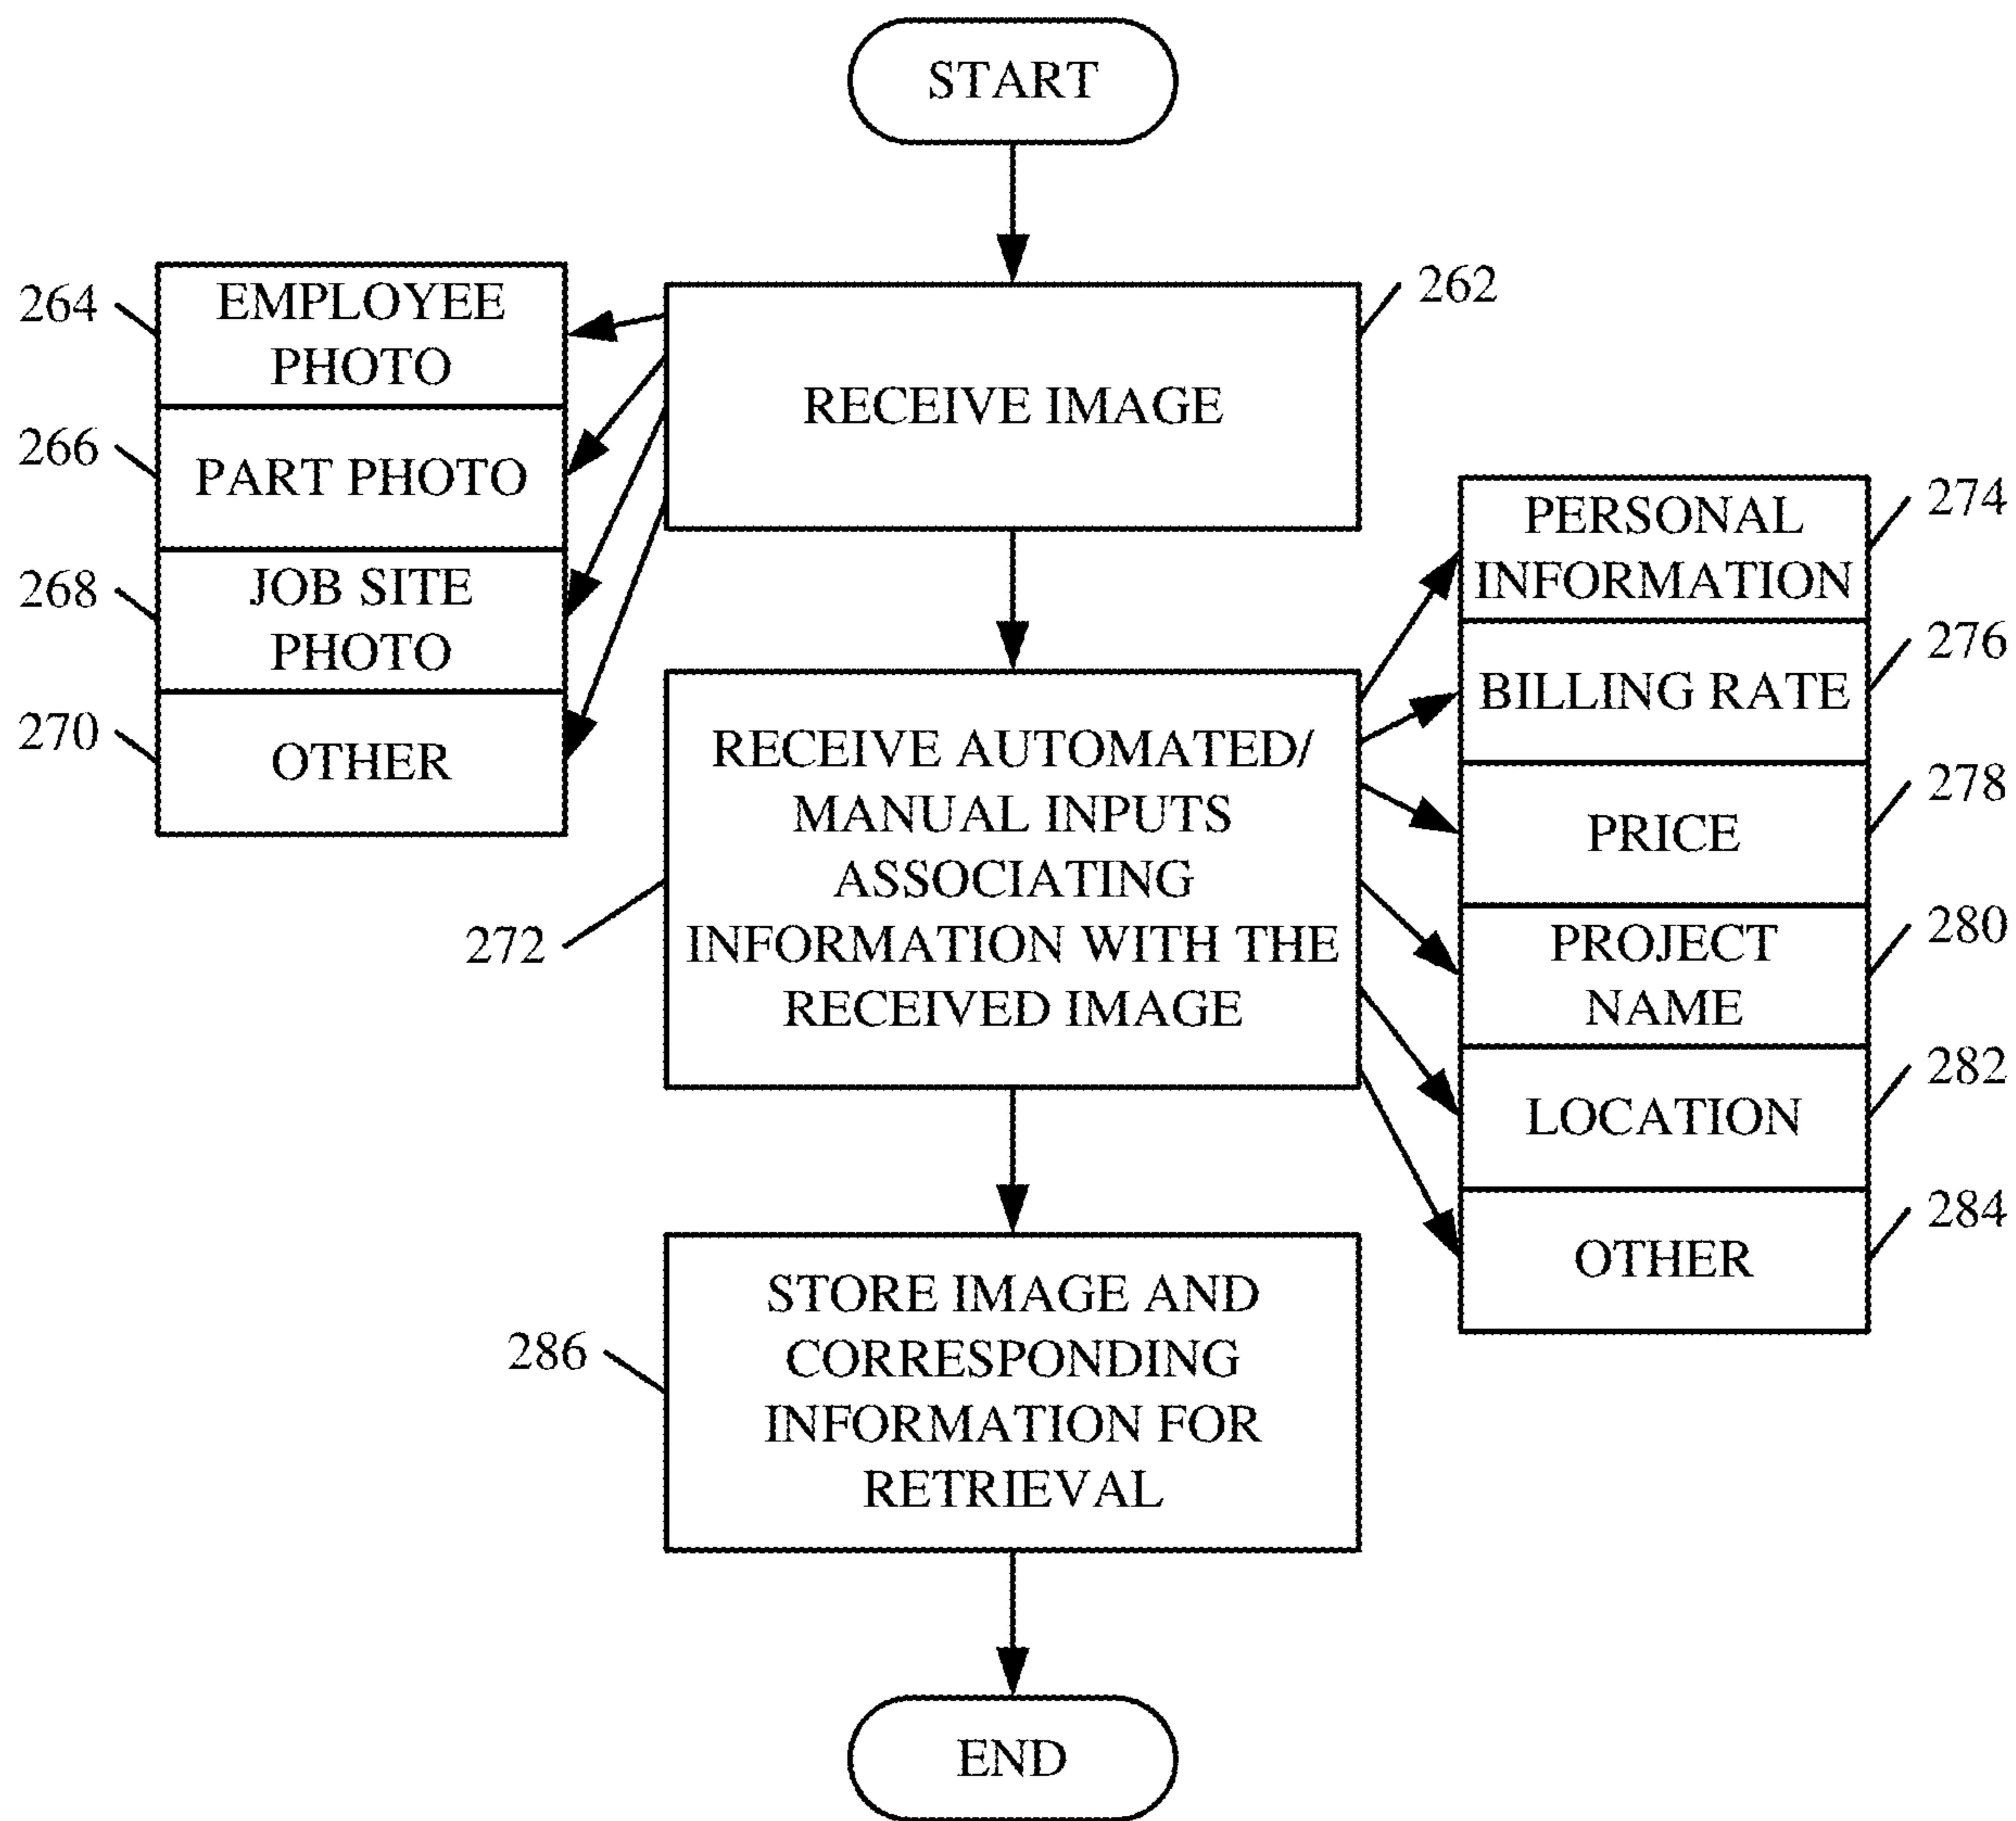 START
264
EMPLOYEE
PHOTO
266
PART PHOTO
268
JOB SITE
PHOTO
270
OTHER
262
RECEIVE IMAGE
272
RECEIVE AUTOMATED/
MANUAL INPUTS
ASSOCIATING
INFORMATION WITH THE
RECEIVED IMAGE
PERSONAL
INFORMATION
274
BILLING RATE
276
PRICE
278
PROJECT
NAME
280
LOCATION
282
OTHER
284
286
STORE IMAGE AND
CORRESPONDING
INFORMATION FOR
RETRIEVAL
END